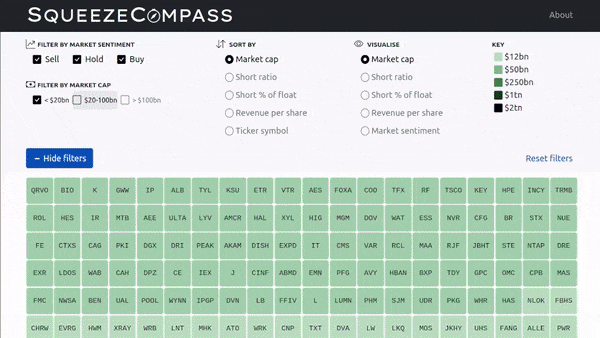 SQUEEZECOMPASS
About
FILTER BY MARKET SENTIMENT
Sell Hold Buy
FILTER BY MARKET CAP
< $20bn $20-100bn > $100bn
SORT BY
Market cap
Short ratio
Short % of float
Revenue per share
Ticker symbol
VISUALISE
Market cap
Short ratio
Short % of float
Revenue per share
Market sentiment
KEY
$12bn
$50bn
$250bn
$1tn
$2tn
− Hide filters
Reset filters
QRVO BIO K GWW IP ALB TYL KSU ETR VTR AES FOXA COO TFX RF TSCO KEY HPE INCY TRMB
ROL HES IR MTB AEE ULTA LYV AMCR HAL XYL HIG MGM DOV WAT ESS NVR CFG BR STX NUE
FE CTXS CAG PKI DGX DRI PEAK AKAM DISH EXPD IT CMS VAR RCL MAA RJF JBHT STE NTAP DRE
EXR LDOS WAB CAH DPZ CE IEX J CINF ABMD EMN PFG AVY HBAN BXP TDY GPC OMC CPB MAS
FMC NWSA BEN UAL POOL WYNN IPGP DVN LB FFIV L LUMN PHM SJM UDR PKG WHR HAS NLOK FBHS
CHRW EVRG HWM XRAY WRB LNT MHK ATO WRK CNP TXT DVA LW LKQ MOS JKHY UHS FANG ALLE PWR